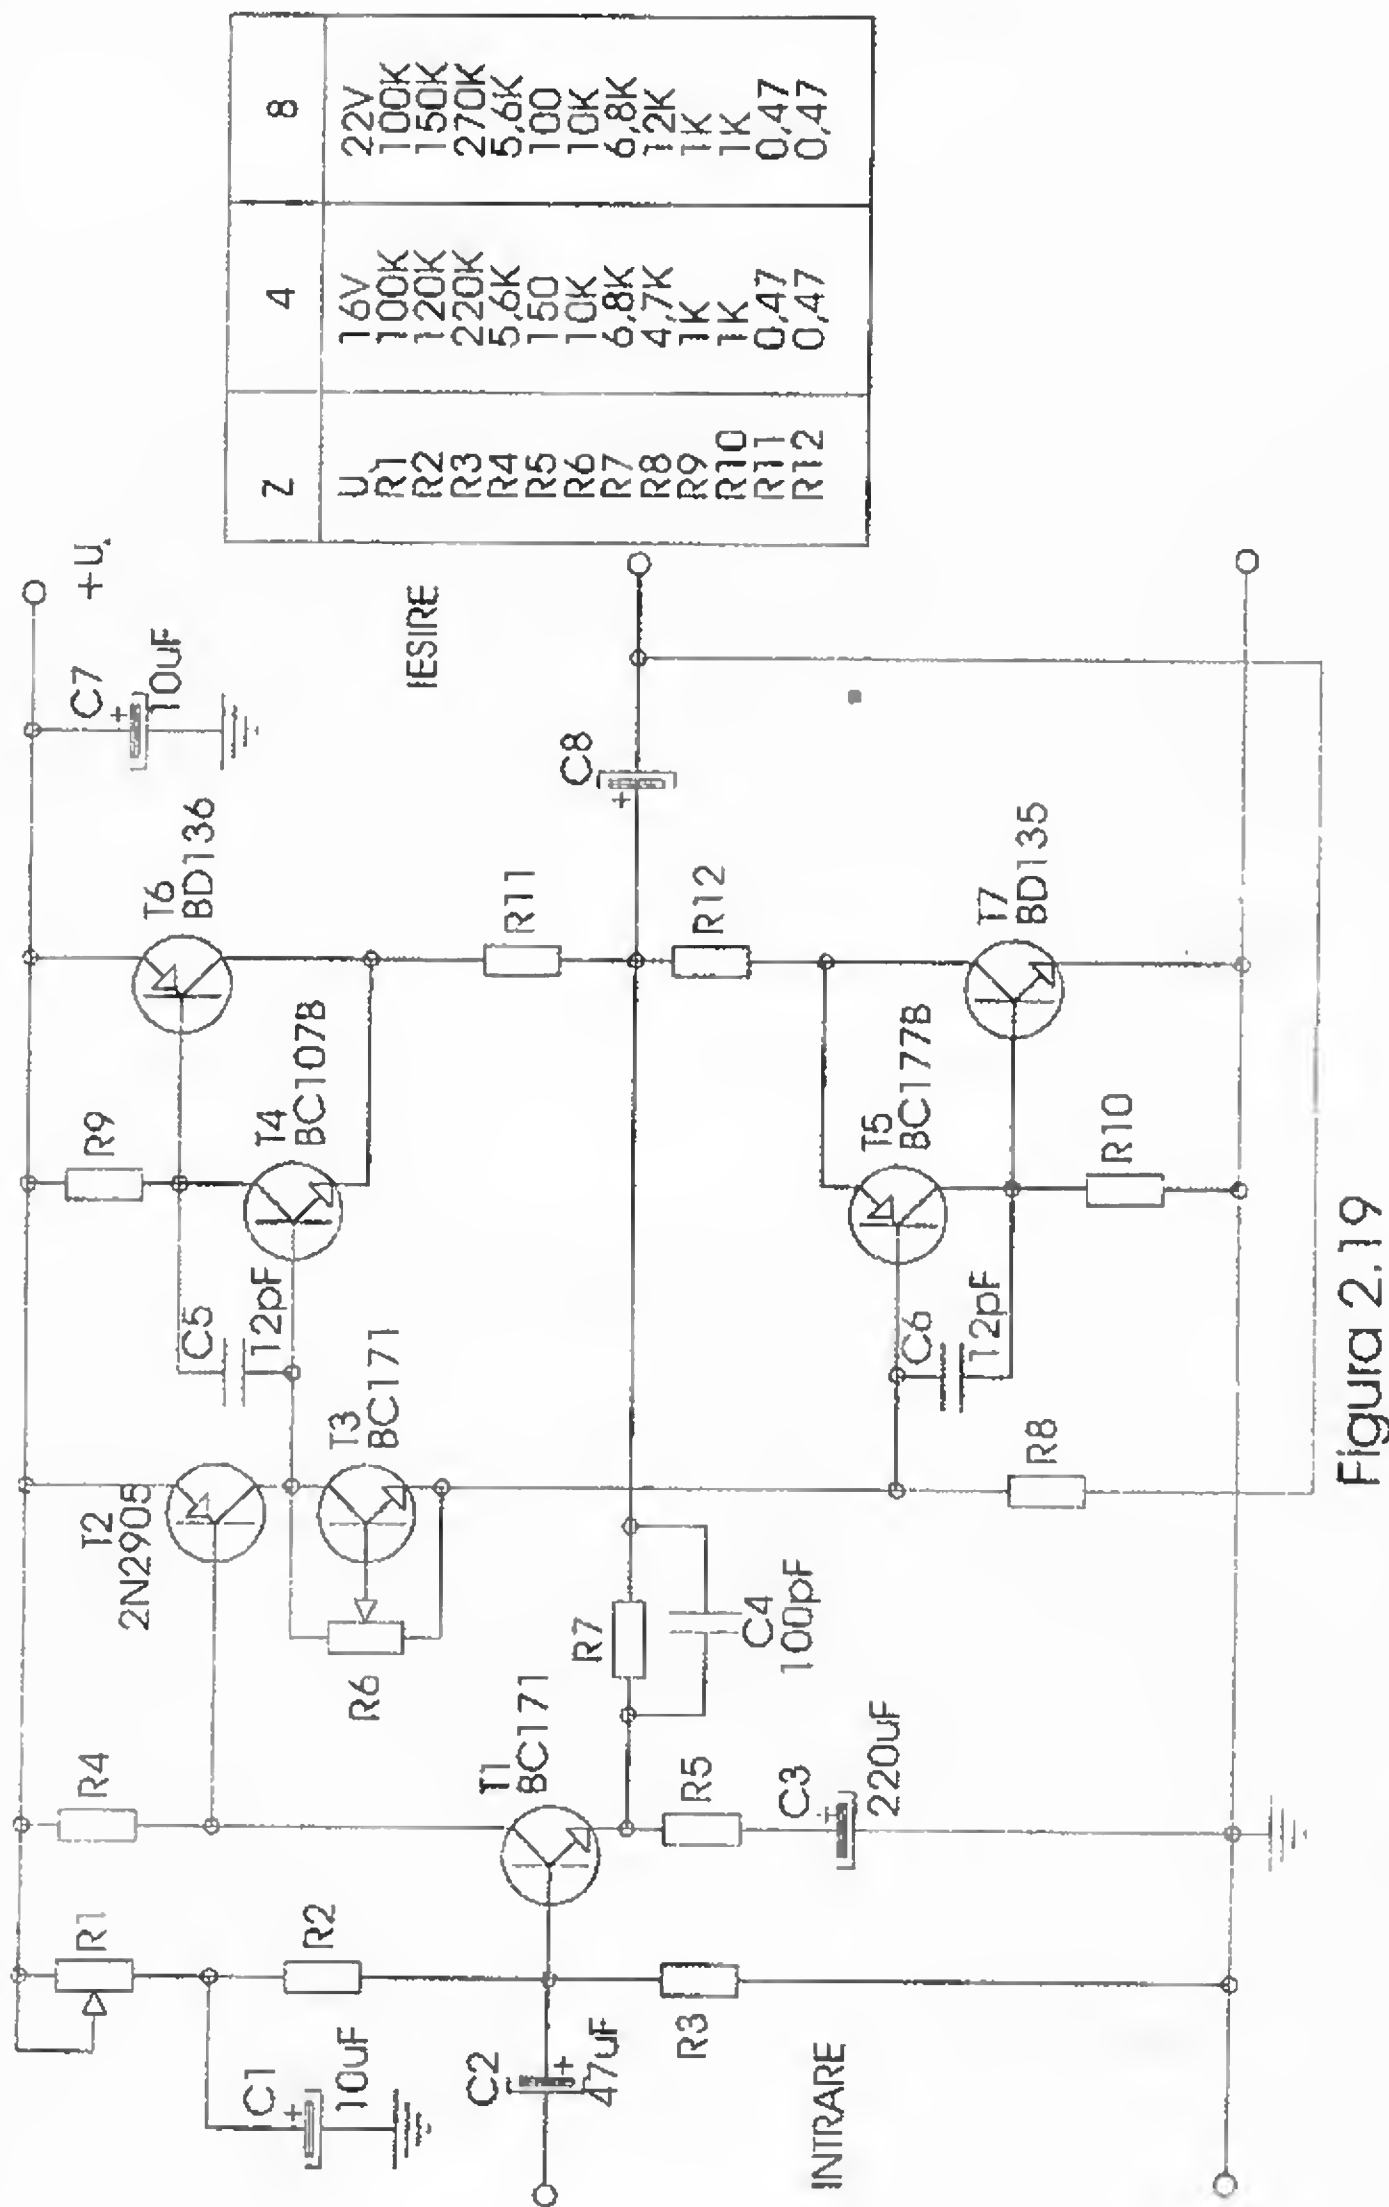 R1
R4
R9
C7
10uF
+U
T2
2N2905
C5
12pF
T6
BD136
T4
BC107B
C1
10uF
R2
R6
T3
BC171
R11
IESIRE
C2
47uF
T1
BC171
R7
C8
R3
R5
C4
100pF
R12
C3
220uF
T5
BC177B
C6
12pF
T7
BD135
R8
R10
INTRARE
Z 4 8
U 16V 22V
R1 100K 100K
R2 120K 150K
R3 220K 270K
R4 5,6K 5,6K
R5 150 100
R6 10K 10K
R7 6,8K 6,8K
R8 4,7K 12K
R9 1K 1K
R10 1K 1K
R11 0,47 0,47
R12 0,47 0,47
Figura 2.19